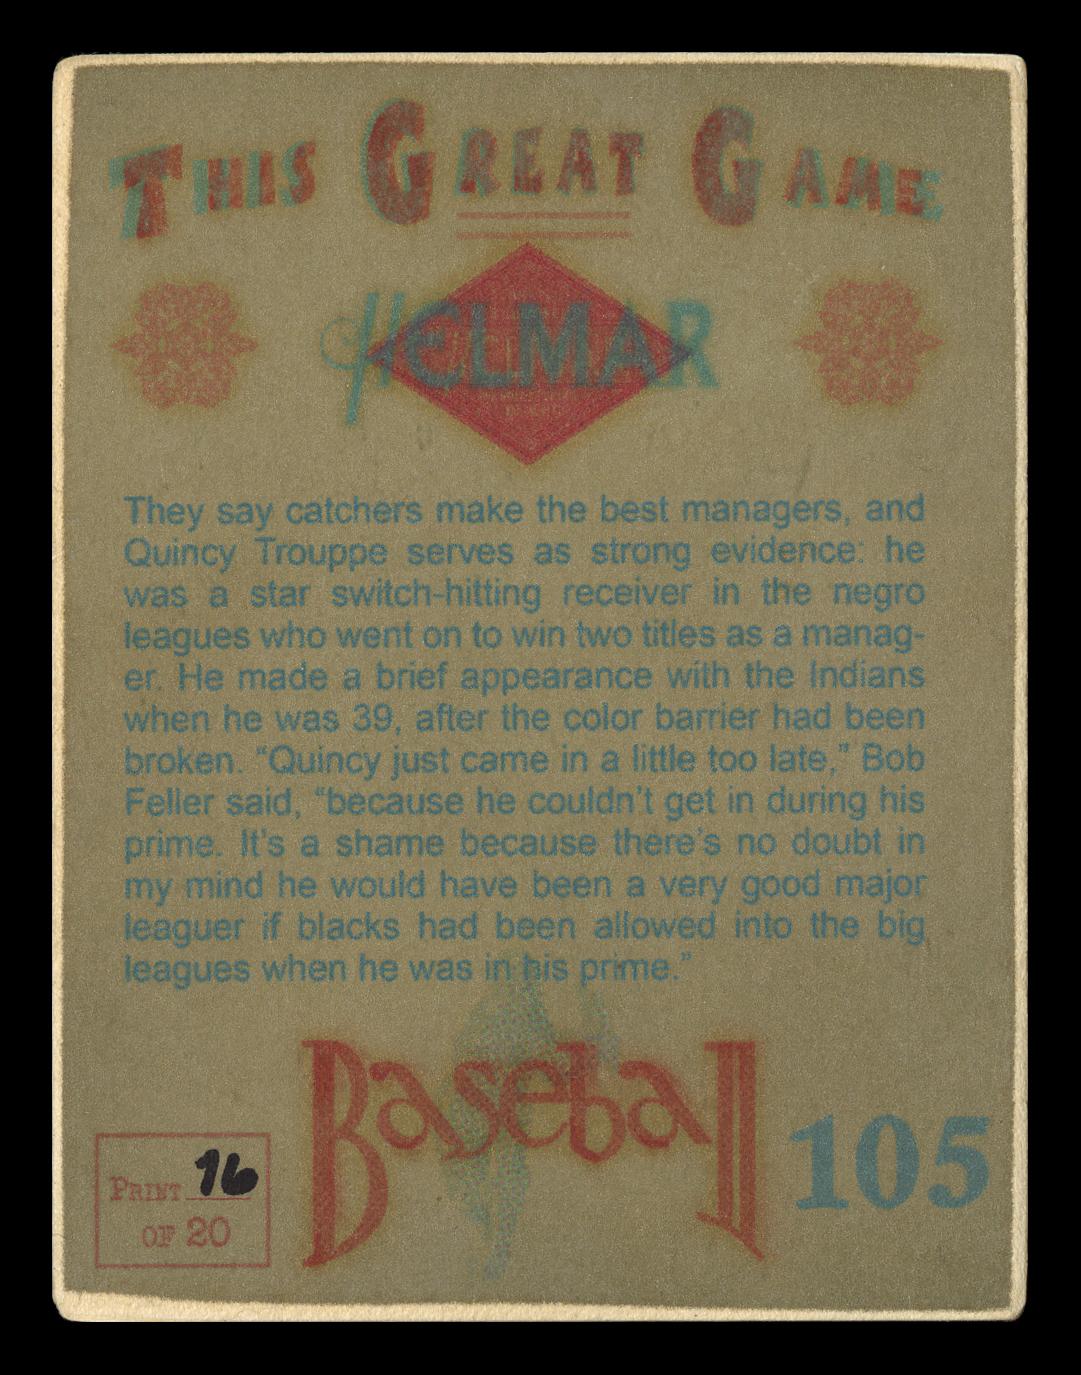 THIS GREAT GAME
HELMAR
They say catchers make the best managers, and
Quincy Trouppe serves as strong evidence: he
was a star switch-hitting receiver in the negro
leagues who went on to win two titles as a manag-
er. He made a brief appearance with the Indians
when he was 39, after the color barrier had been
broken. “Quincy just came in a little too late,” Bob
Feller said, “because he couldn’t get in during his
prime. It’s a shame because there’s no doubt in
my mind he would have been a very good major
leaguer if blacks had been allowed into the big
leagues when he was in his prime.”
Baseball
105
PRINT 16
OF 20